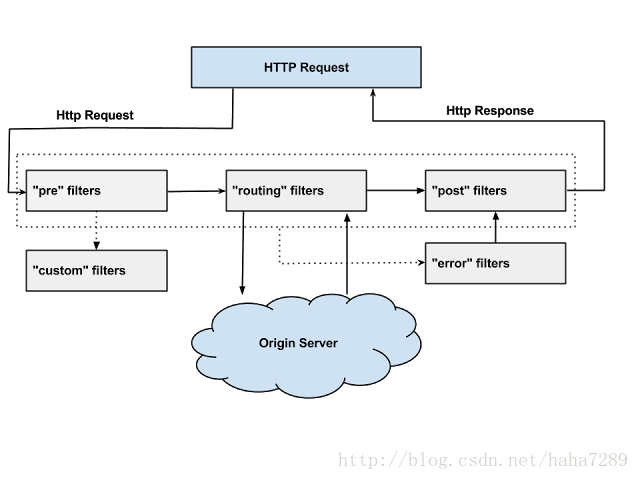 HTTP Request
Http Request
Http Response
"pre" filters
"routing" filters
"post" filters
"custom" filters
"error" filters
Origin Server
http://blog.csdn.net/haha7289